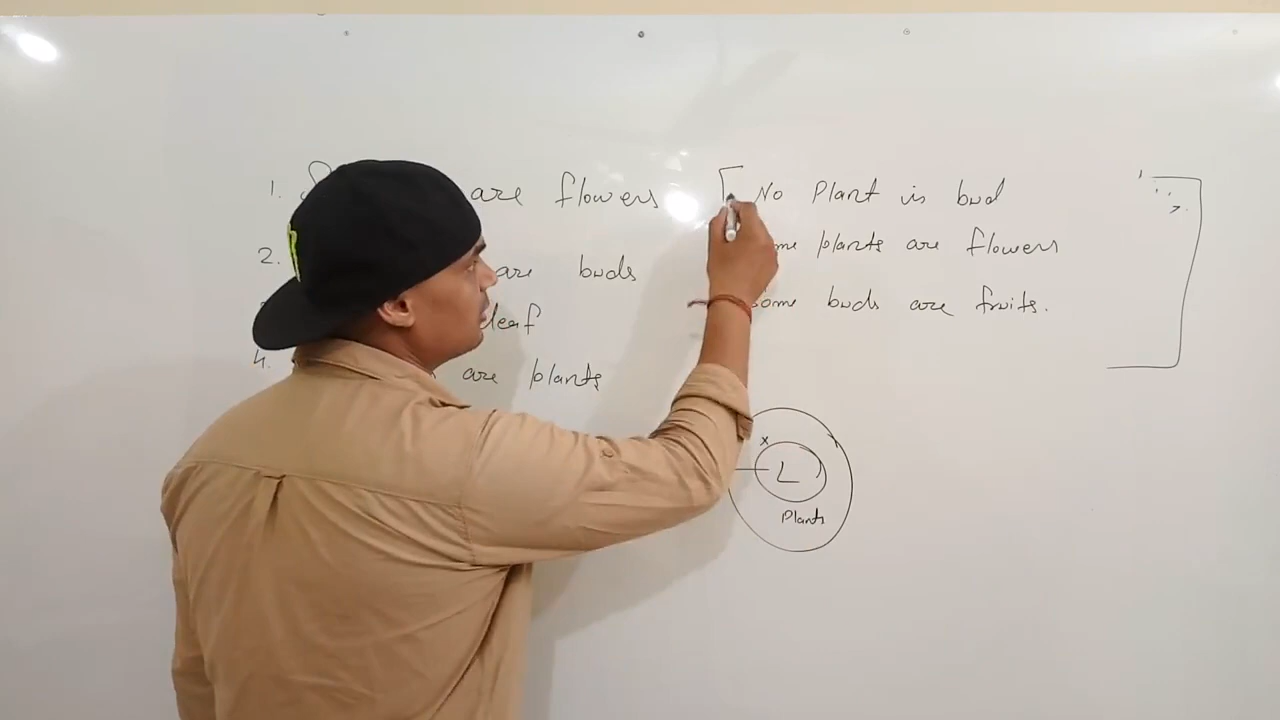 1. are flowers
2. are buds
leaf
4. are plants
No Plant is bud
plants are flowers
Some buds are fruits.
x
L
Plants